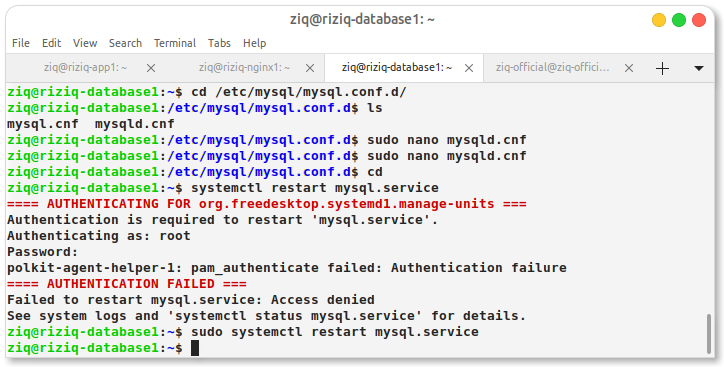 ziq@riziq-database1: ~
File Edit View Search Terminal Tabs Help
ziq@riziq-app1: ~ ziq@riziq-nginx1: ~ ziq@riziq-database1: ~ ziq-official@ziq-offici...
ziq@riziq-database1:~$ cd /etc/mysql/mysql.conf.d/
ziq@riziq-database1:/etc/mysql/mysql.conf.d$ ls
mysql.cnf  mysqld.cnf
ziq@riziq-database1:/etc/mysql/mysql.conf.d$ sudo nano mysqld.cnf
ziq@riziq-database1:/etc/mysql/mysql.conf.d$ sudo nano mysqld.cnf
ziq@riziq-database1:/etc/mysql/mysql.conf.d$ cd
ziq@riziq-database1:~$ systemctl restart mysql.service
==== AUTHENTICATING FOR org.freedesktop.systemd1.manage-units ===
Authentication is required to restart 'mysql.service'.
Authenticating as: root
Password:
polkit-agent-helper-1: pam_authenticate failed: Authentication failure
==== AUTHENTICATION FAILED ===
Failed to restart mysql.service: Access denied
See system logs and 'systemctl status mysql.service' for details.
ziq@riziq-database1:~$ sudo systemctl restart mysql.service
ziq@riziq-database1:~$